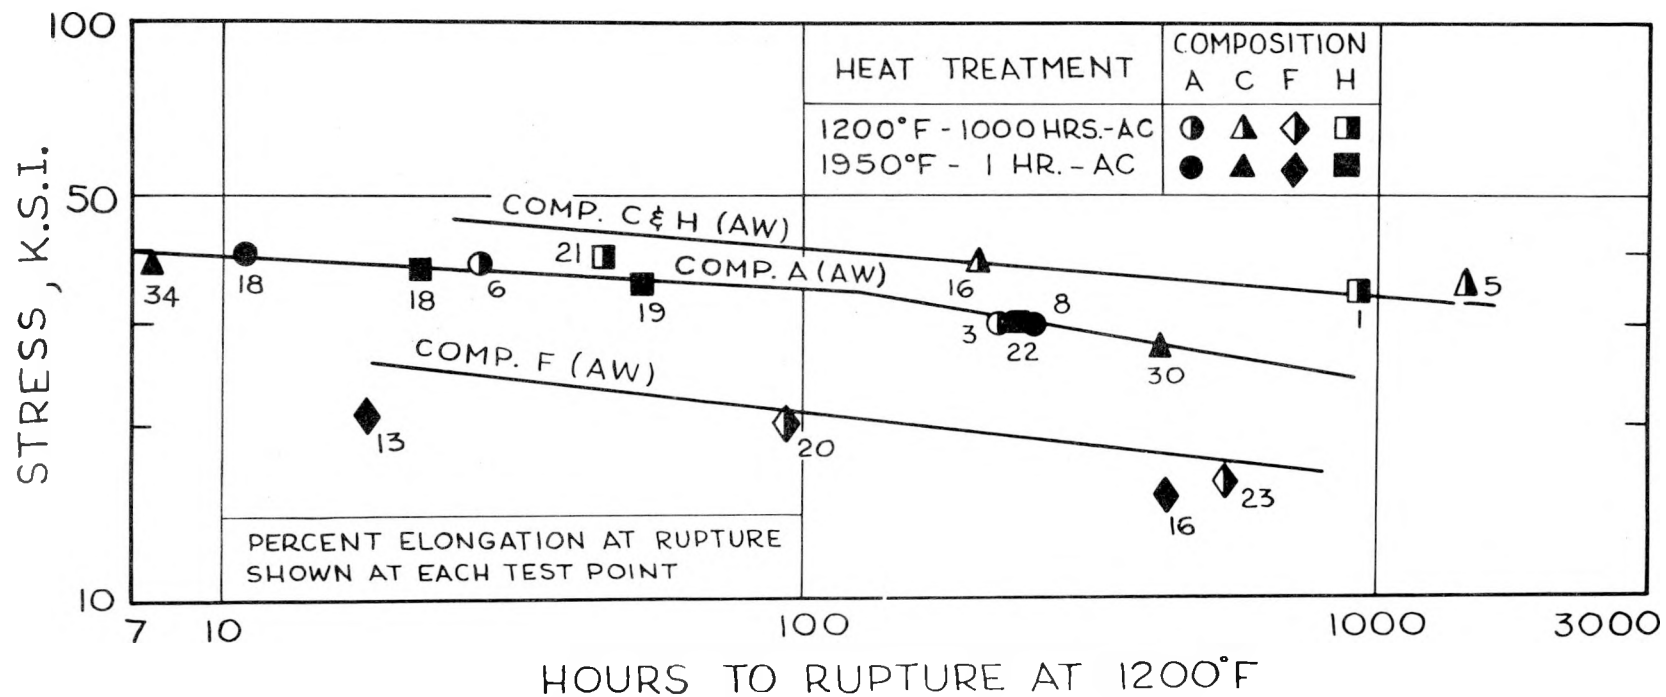 100
50
10
STRESS, K.S.I.
HEAT TREATMENT
COMPOSITION
A C F H
1200°F - 1000 HRS.-AC
1950°F - 1 HR. - AC
COMP. C & H (AW)
COMP. A (AW)
COMP. F (AW)
34
18
18
6
21
19
16
3
22
8
30
1
5
13
20
16
23
PERCENT ELONGATION AT RUPTURE
SHOWN AT EACH TEST POINT
7 10 100 1000 3000
HOURS TO RUPTURE AT 1200°F